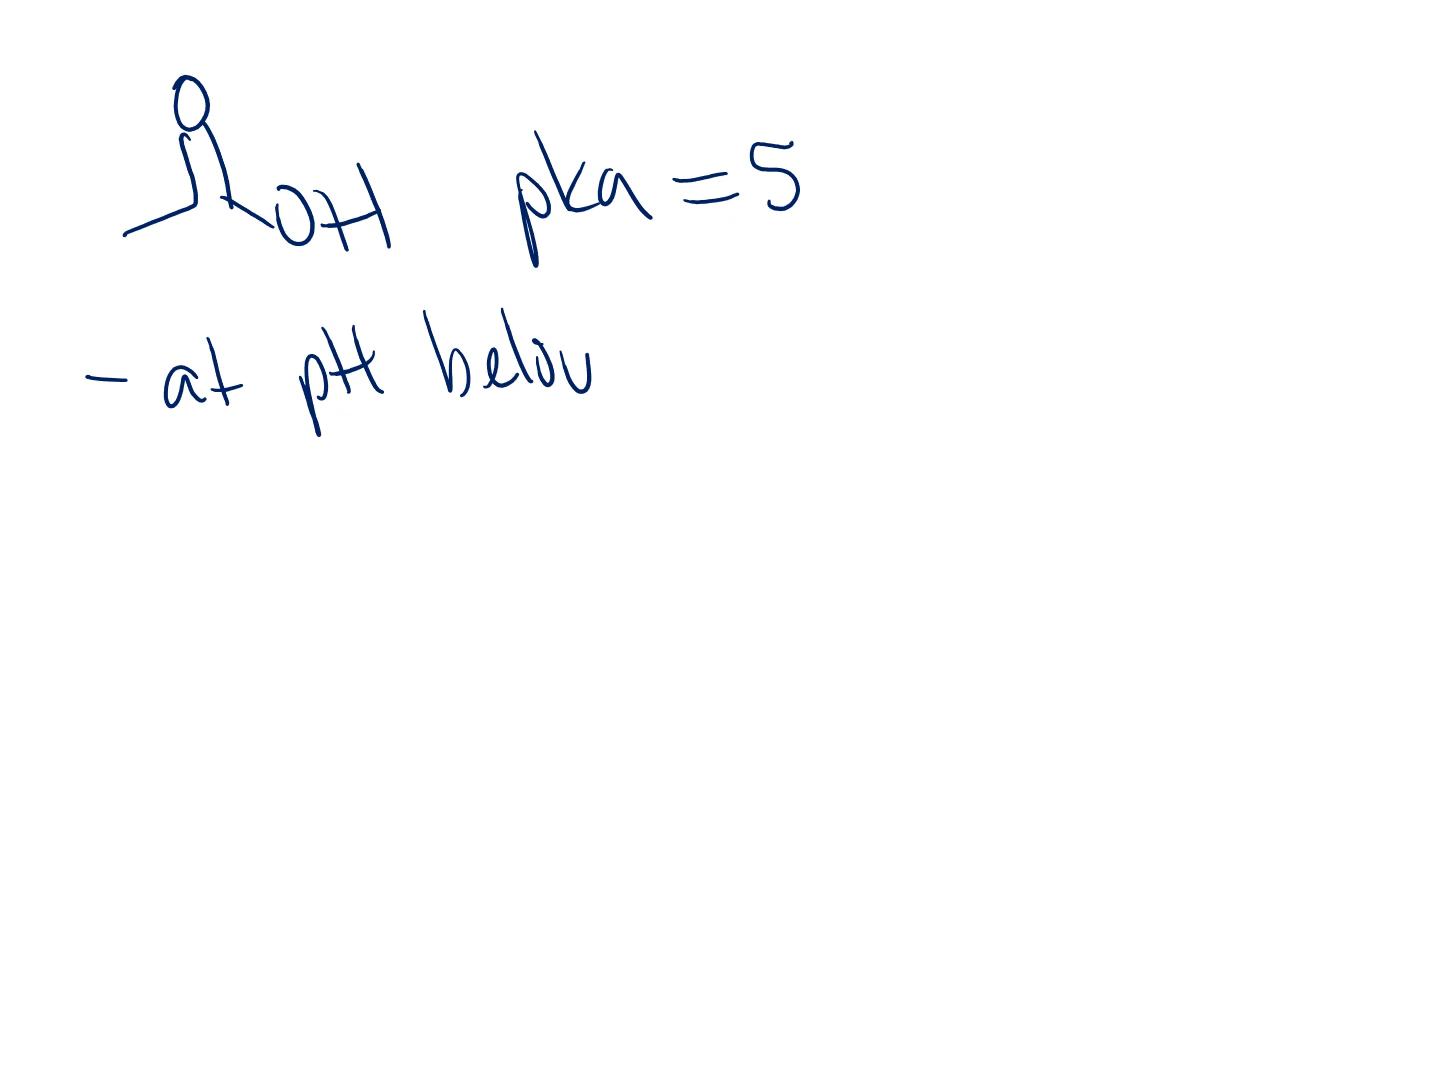 O
OH pka = 5
- at pH below